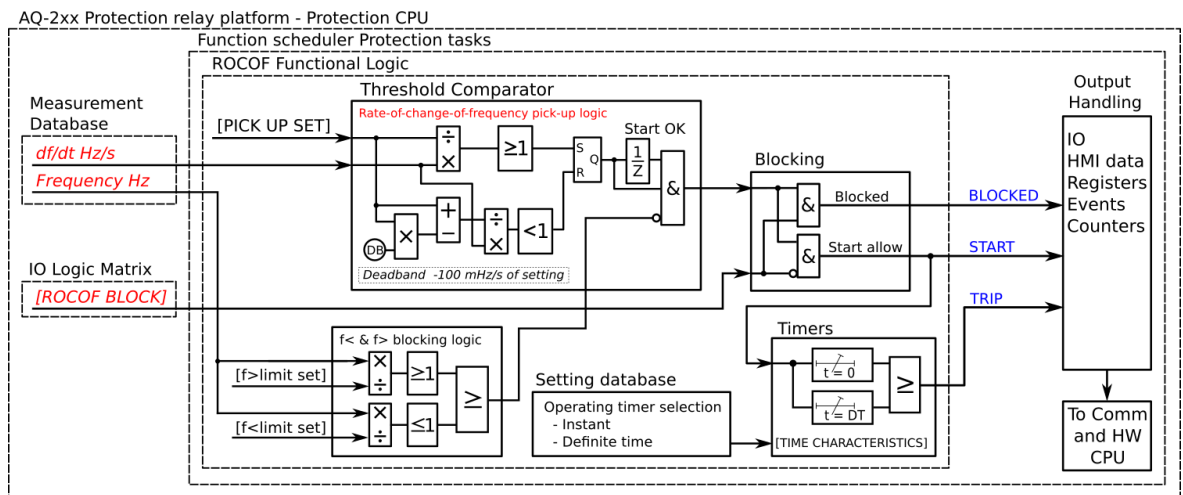 AQ-2xx Protection relay platform - Protection CPU
Function scheduler Protection tasks
ROCOF Functional Logic
Measurement
Database
df/dt Hz/s
Frequency Hz
IO Logic Matrix
[ROCOF BLOCK]
[PICK UP SET]
Threshold Comparator
Rate-of-change-of-frequency pick-up logic
÷
×
≥1
S
R
Q
Start OK
1
Z
&
DB
×
+
−
÷
×
<1
Deadband -100 mHz/s of setting
f< & f> blocking logic
[f>limit set]
[f<limit set]
×
÷
≥1
×
÷
≤1
≥
Setting database
Operating timer selection
- Instant
- Definite time
Blocking
&
Blocked
&
Start allow
Timers
t = 0
t = DT
≥
[TIME CHARACTERISTICS]
BLOCKED
START
TRIP
Output
Handling
IO
HMI data
Registers
Events
Counters
To Comm
and HW
CPU